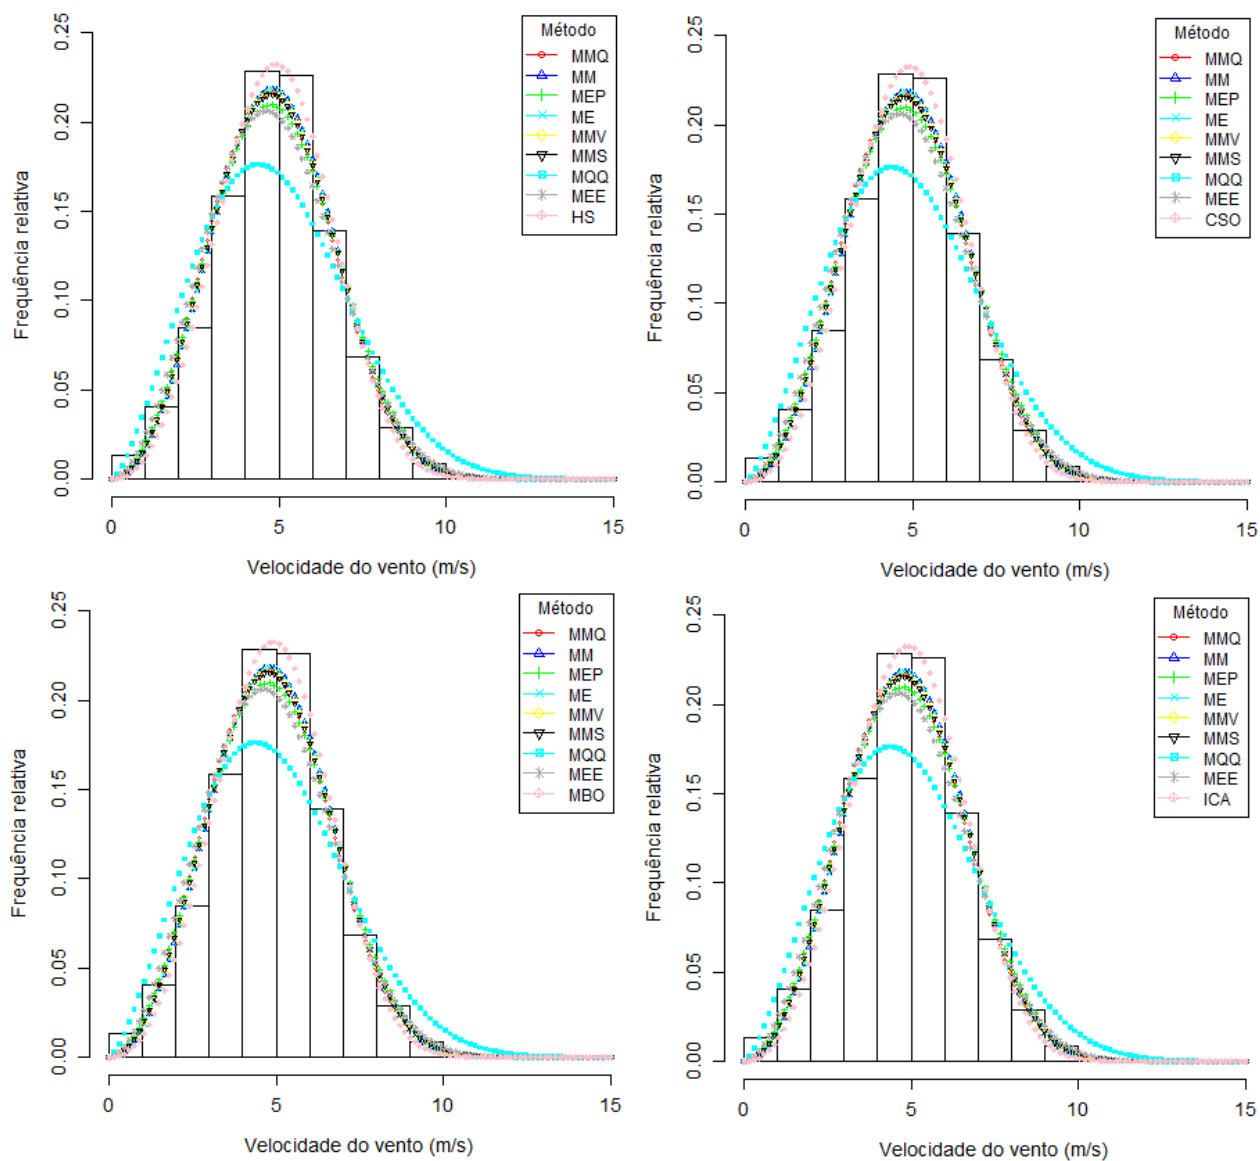 Método
MMQ
MM
MEP
ME
MMV
MMS
MQQ
MEE
HS
Frequência relativa
0.00 0.05 0.10 0.15 0.20 0.25
0 5 10 15
Velocidade do vento (m/s)
Método
MMQ
MM
MEP
ME
MMV
MMS
MQQ
MEE
CSO
Frequência relativa
0.00 0.05 0.10 0.15 0.20 0.25
0 5 10 15
Velocidade do vento (m/s)
Método
MMQ
MM
MEP
ME
MMV
MMS
MQQ
MEE
MBO
Frequência relativa
0.00 0.05 0.10 0.15 0.20 0.25
0 5 10 15
Velocidade do vento (m/s)
Método
MMQ
MM
MEP
ME
MMV
MMS
MQQ
MEE
ICA
Frequência relativa
0.00 0.05 0.10 0.15 0.20 0.25
0 5 10 15
Velocidade do vento (m/s)